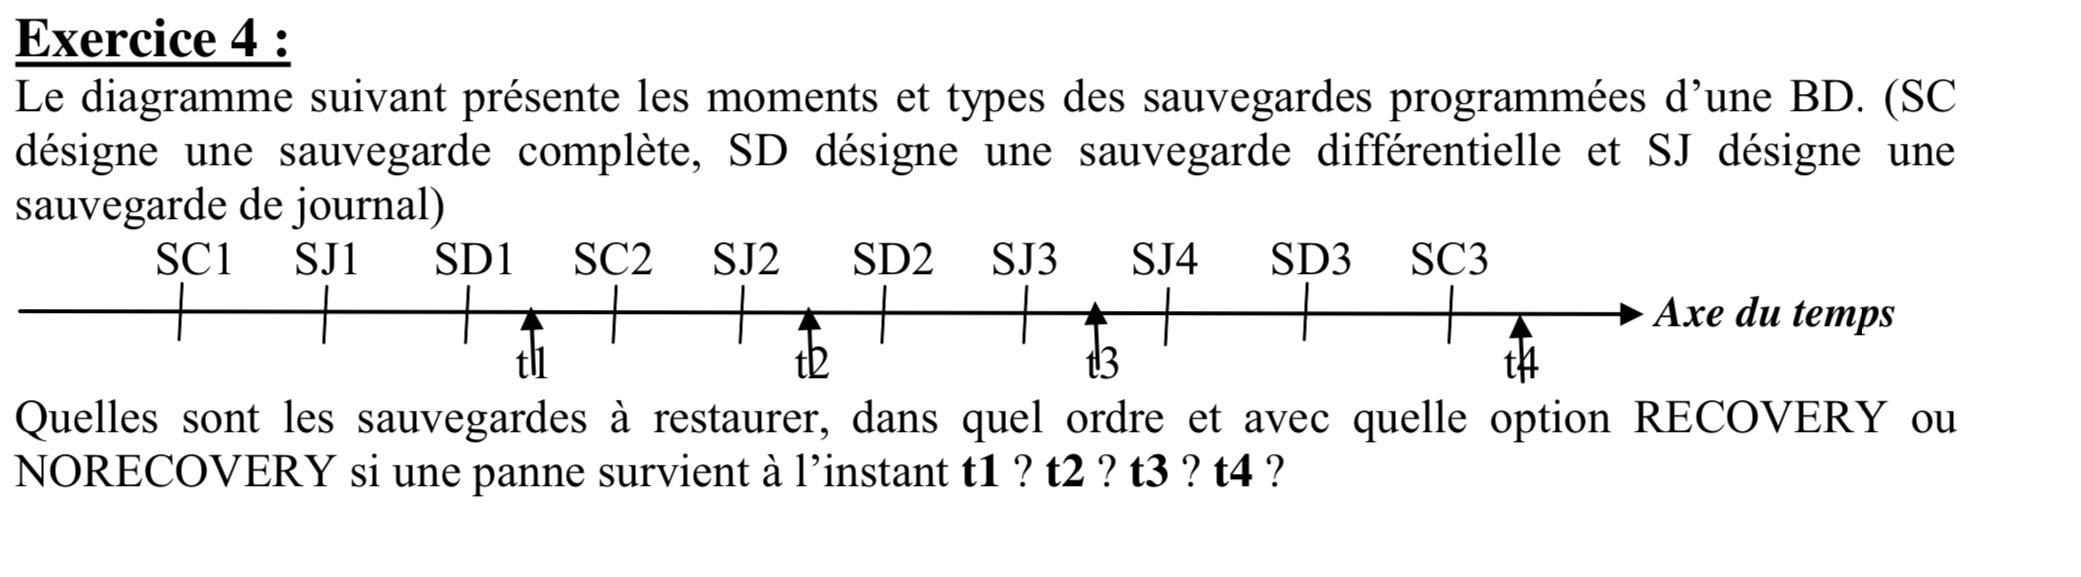 Exercice 4 :
Le diagramme suivant présente les moments et types des sauvegardes programmées d’une BD. (SC
désigne une sauvegarde complète, SD désigne une sauvegarde différentielle et SJ désigne une
sauvegarde de journal)
SC1 SJ1 SD1 SC2 SJ2 SD2 SJ3 SJ4 SD3 SC3
Axe du temps
t1 t2 t3 t4
Quelles sont les sauvegardes à restaurer, dans quel ordre et avec quelle option RECOVERY ou
NORECOVERY si une panne survient à l’instant t1 ? t2 ? t3 ? t4 ?